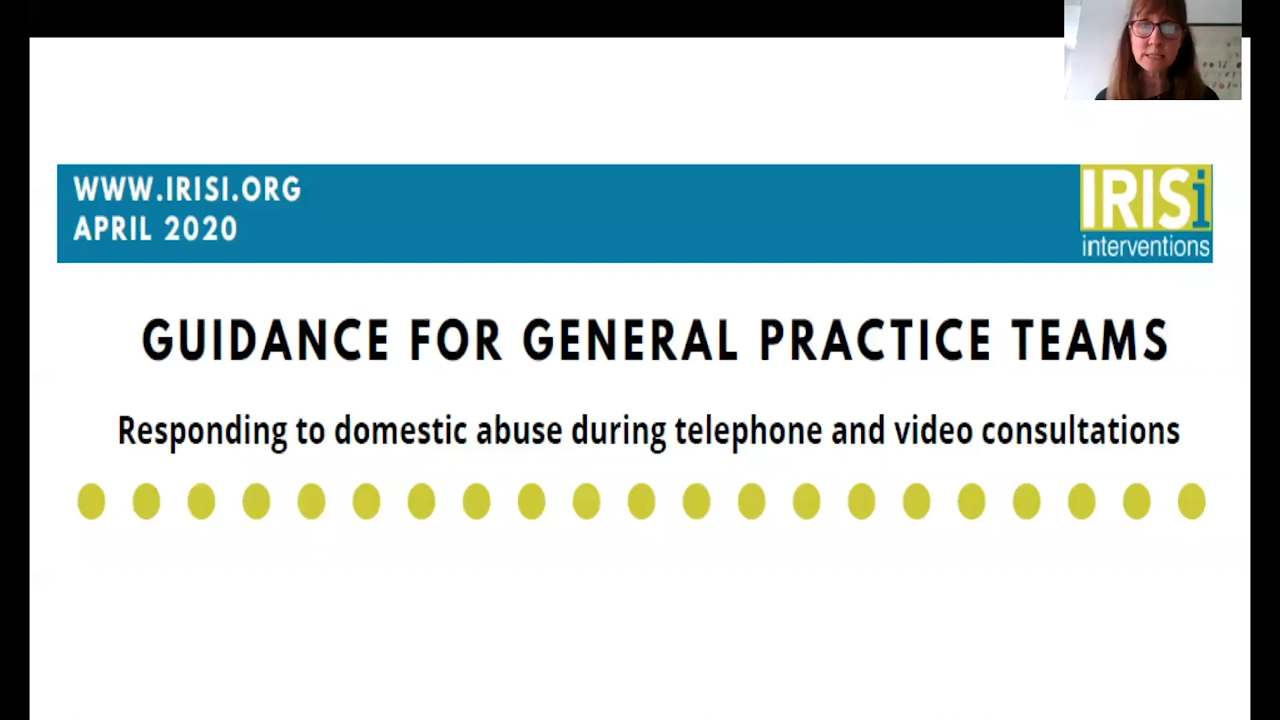 WWW.IRISI.ORG
APRIL 2020
IRISi
interventions
GUIDANCE FOR GENERAL PRACTICE TEAMS
Responding to domestic abuse during telephone and video consultations